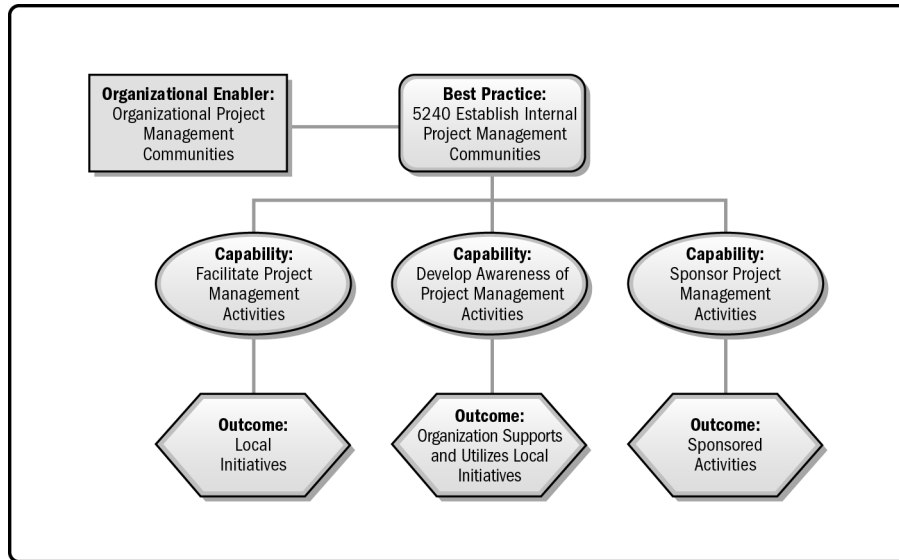 Organizational Enabler:
Organizational Project
Management
Communities
Best Practice:
5240 Establish Internal
Project Management
Communities
Capability:
Facilitate Project
Management
Activities
Capability:
Develop Awareness of
Project Management
Activities
Capability:
Sponsor Project
Management
Activities
Outcome:
Local
Initiatives
Outcome:
Organization Supports
and Utilizes Local
Initiatives
Outcome:
Sponsored
Activities